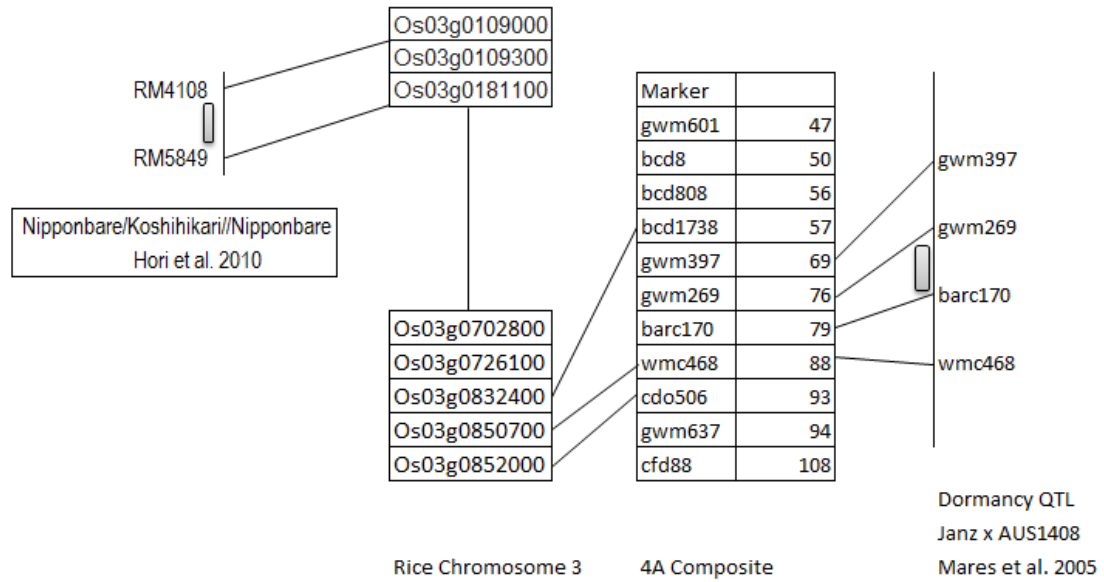 Os03g0109000
Os03g0109300
Os03g0181100
RM4108
RM5849
Nipponbare/Koshihikari//Nipponbare
Hori et al. 2010
Os03g0702800
Os03g0726100
Os03g0832400
Os03g0850700
Os03g0852000
Rice Chromosome 3
Marker
gwm601 47
bcd8 50
bcd808 56
bcd1738 57
gwm397 69
gwm269 76
barc170 79
wmc468 88
cdo506 93
gwm637 94
cfd88 108
4A Composite
gwm397
gwm269
barc170
wmc468
Dormancy QTL
Janz x AUS1408
Mares et al. 2005